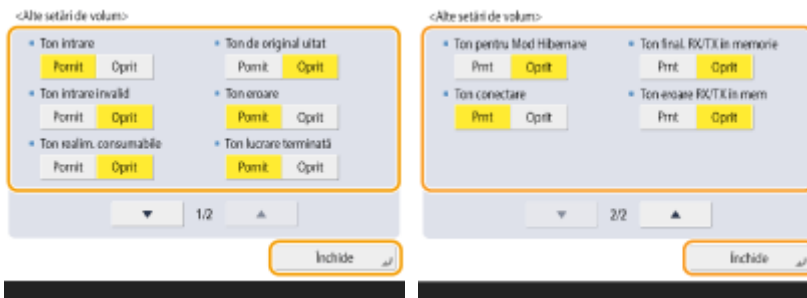 <Alte setări de volum>
Ton intrare
Pornit Oprit
Ton de original uitat
Pornit Oprit
Ton intrare invalid
Pornit Oprit
Ton eroare
Pornit Oprit
Ton realim. consumabile
Pornit Oprit
Ton lucrare terminată
Pornit Oprit
1/2
Închide
<Alte setări de volum>
Ton pentru Mod Hibernare
Prnt Oprit
Ton final. RX/TX în memorie
Prnt Oprit
Ton conectare
Prnt Oprit
Ton eroare RX/TX în mem
Prnt Oprit
2/2
Închide